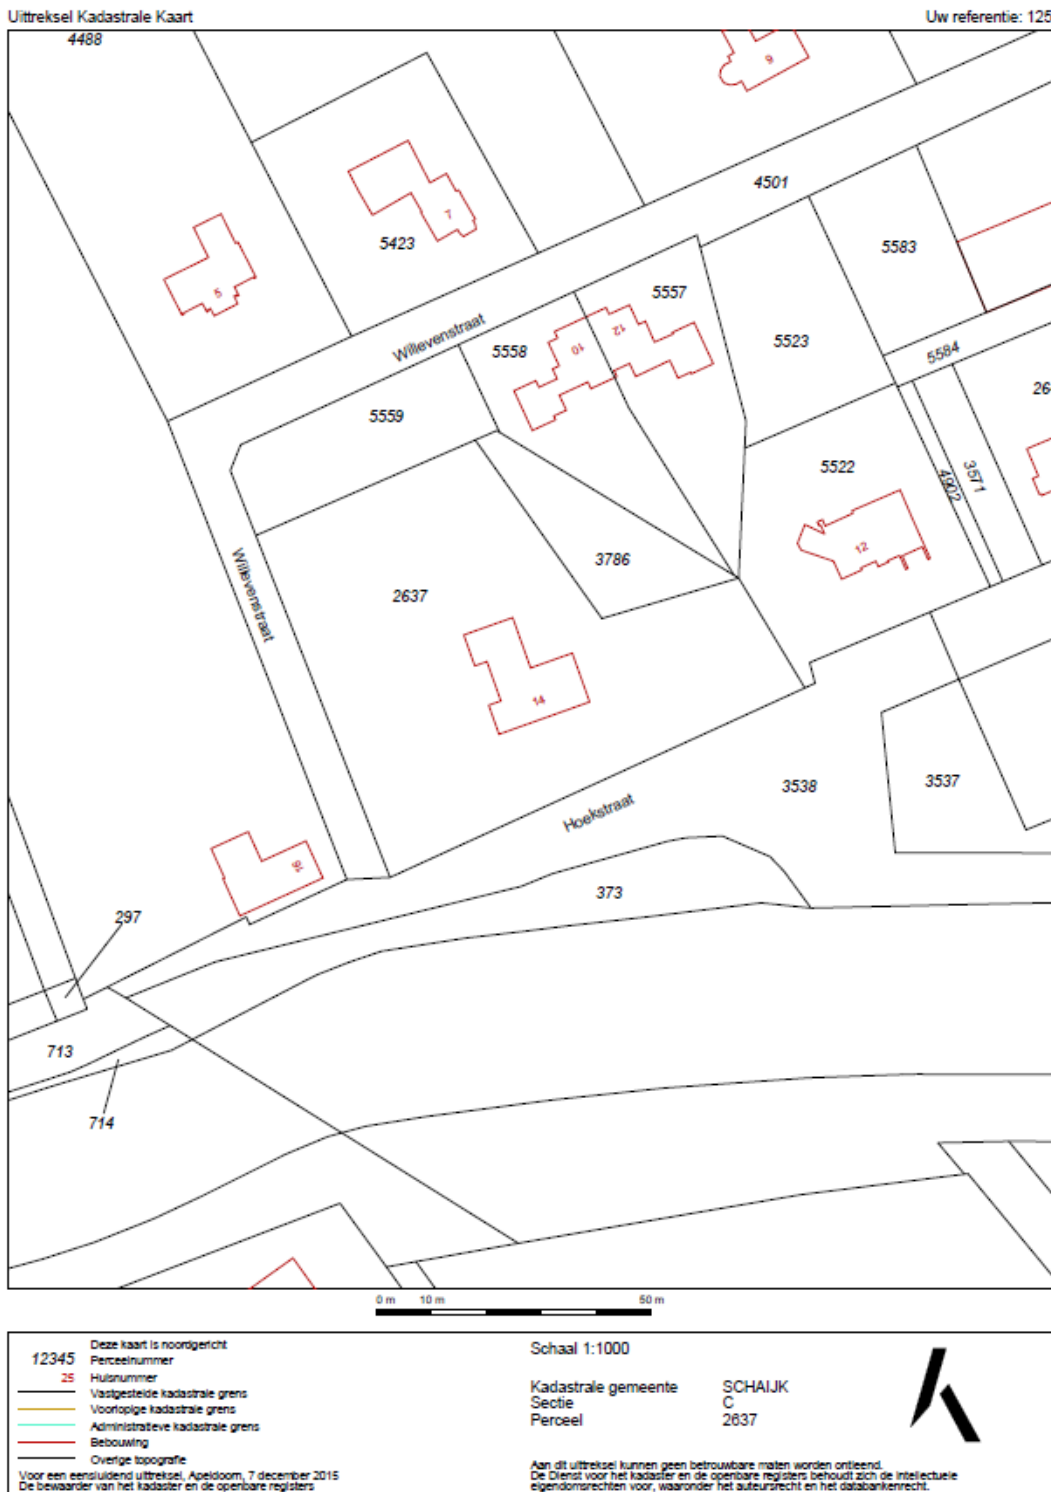 Uittreksel Kadastrale Kaart
Uw referentie: 125
4488
9
4501
7
5423
5583
5
5557
Willevenstraat
12
10
5558
5523
5584
26
5559
5522
3571
4902
12
Willevenstraat
3786
2637
14
3538
3537
Hoekstraat
16
373
297
713
714
0 m 10 m 50 m
Deze kaart is noordgericht
12345 Perceelnummer
25 Huisnummer
Vastgestelde kadastrale grens
Voorlopige kadastrale grens
Administratieve kadastrale grens
Bebouwing
Overige topografie
Voor een eensluidend uittreksel, Apeldoorn, 7 december 2015
De bewaarder van het kadaster en de openbare registers
Schaal 1:1000
Kadastrale gemeente SCHAIJK
Sectie C
Perceel 2637
Aan dit uittreksel kunnen geen betrouwbare maten worden ontleend.
De Dienst voor het kadaster en de openbare registers behoudt zich de intellectuele
eigendomsrechten voor, waaronder het auteursrecht en het databankenrecht.